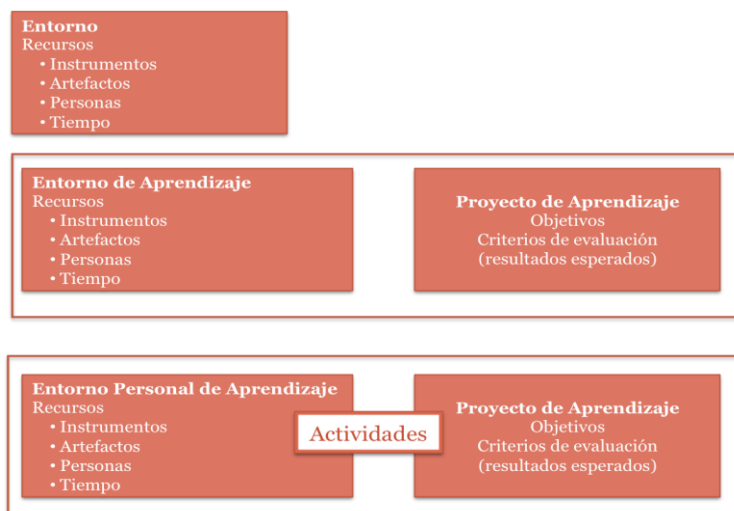 Entorno
Recursos
• Instrumentos
• Artefactos
• Personas
• Tiempo
Entorno de Aprendizaje
Recursos
• Instrumentos
• Artefactos
• Personas
• Tiempo
Proyecto de Aprendizaje
Objetivos
Criterios de evaluación
(resultados esperados)
Entorno Personal de Aprendizaje
Recursos
• Instrumentos
• Artefactos
• Personas
• Tiempo
Actividades
Proyecto de Aprendizaje
Objetivos
Criterios de evaluación
(resultados esperados)